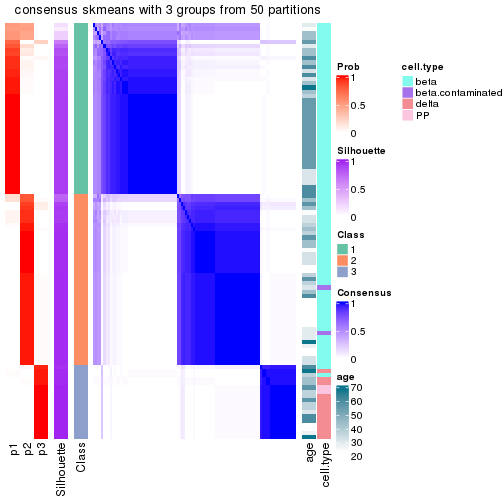 consensus skmeans with 3 groups from 50 partitions
Prob
1
0.5
0
Silhouette
1
0.5
0
Class
1
2
3
Consensus
1
0.5
0
age
70
60
50
40
30
20
cell.type
beta
beta.contaminated
delta
PP
p1
p2
p3
Silhouette
Class
age
cell.type